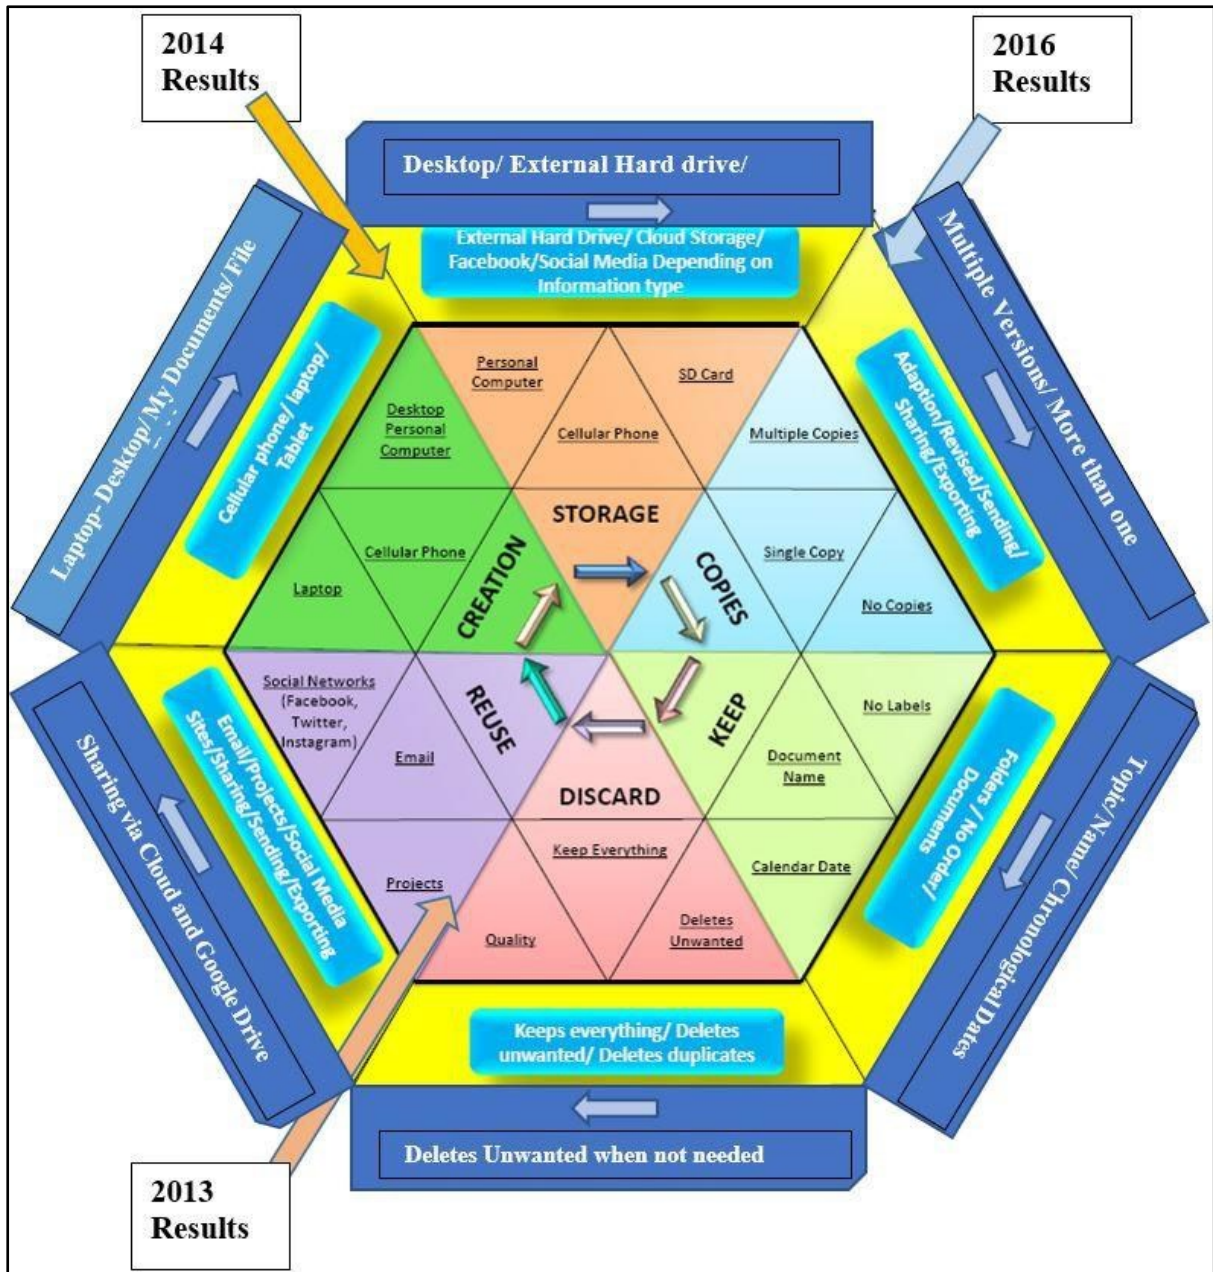 2014
Results
2016
Results
Desktop/ External Hard drive/
External Hard Drive/ Cloud Storage/
Facebook/Social Media Depending on
Information type
Laptop- Desktop/ My Documents/ File
Cellular phone/ laptop/
Tablet
Multiple Versions/ More than one
Adaption/Revised/Sending/
Sharing/Exporting
Personal
Computer
SD Card
Cellular Phone
STORAGE
Desktop
Personal
Computer
Cellular Phone
Laptop
CREATION
Multiple Copies
Single Copy
No Copies
COPIES
Social Networks
(Facebook,
Twitter,
Instagram)
Email
Projects
REUSE
No Labels
Document
Name
Calendar Date
KEEP
DISCARD
Keep Everything
Quality
Deletes
Unwanted
Email/Projects/Social Media
Sites/Sharing/Sending/Exporting
Sharing via Cloud and Google Drive
Folders / No Order/
Documents
Topic/Name/ Chronological Dates
Keeps everything/ Deletes
unwanted/ Deletes duplicates
Deletes Unwanted when not needed
2013
Results